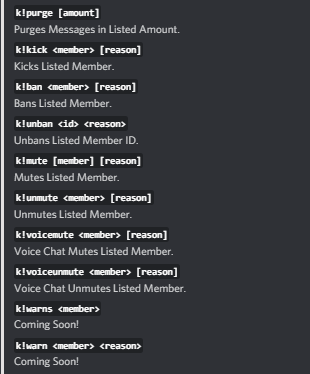 k!purge [amount]
Purges Messages in Listed Amount.
k!kick <member> [reason]
Kicks Listed Member.
k!ban <member> [reason]
Bans Listed Member.
k!unban <id> <reason>
Unbans Listed Member ID.
k!mute [member] [reason]
Mutes Listed Member.
k!unmute <member> [reason]
Unmutes Listed Member.
k!voicemute <member> [reason]
Voice Chat Mutes Listed Member.
k!voiceunmute <member> [reason]
Voice Chat Unmutes Listed Member.
k!warns <member>
Coming Soon!
k!warn <member> <reason>
Coming Soon!